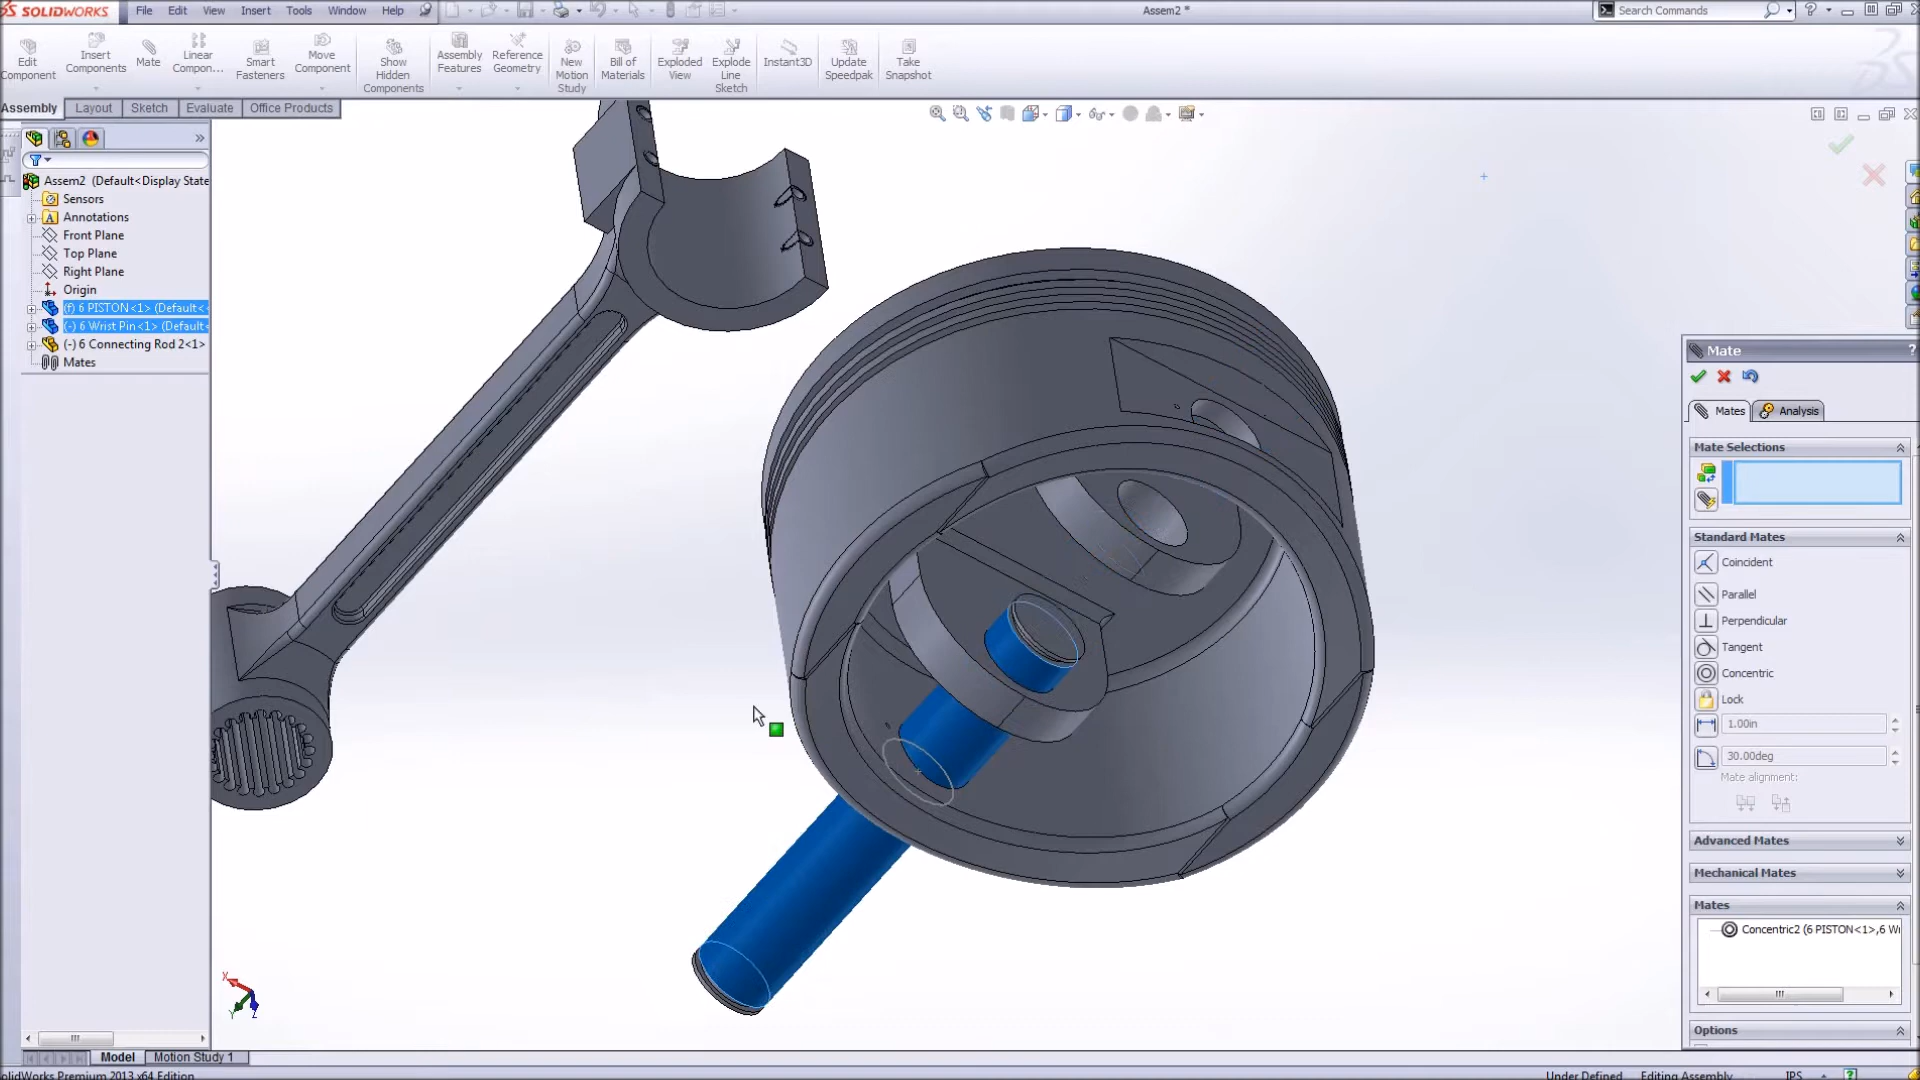 SOLIDWORKS File Edit View Insert Tools Window Help Assem2 * Search Commands
Edit Component
Insert Components
Mate
Linear Compon...
Smart Fasteners
Move Component
Show Hidden Components
Assembly Features
Reference Geometry
New Motion Study
Bill of Materials
Exploded View
Explode Line Sketch
Instant3D
Update Speedpak
Take Snapshot
Assembly Layout Sketch Evaluate Office Products
Assem2 (Default<Display State
Sensors
Annotations
Front Plane
Top Plane
Right Plane
Origin
(f) 6 PISTON<1> (Default<
(-) 6 Wrist Pin<1> (Default<
(-) 6 Connecting Rod 2<1>
Mates
X
Y
Z
Mate ?
Mates Analysis
Mate Selections
Standard Mates
Coincident
Parallel
Perpendicular
Tangent
Concentric
Lock
1.00in
30.00deg
Mate alignment:
Advanced Mates
Mechanical Mates
Mates
Concentric2 (6 PISTON<1>,6 Wr
Options
Model Motion Study 1
olidWorks Premium 2013 x64 Edition Under Defined Editing Assembly IPS